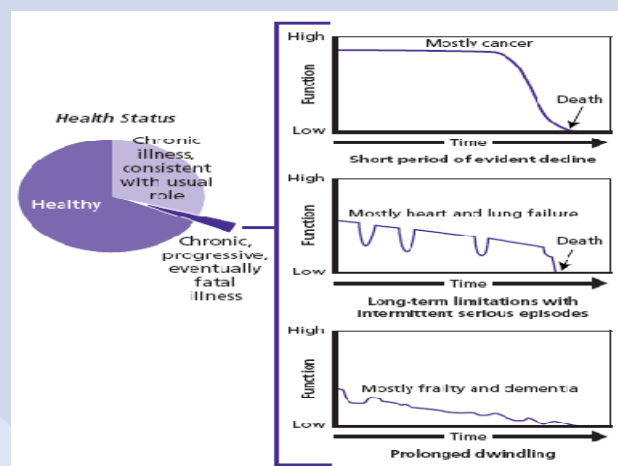 Health Status
Chronic
illness,
consistent
with usual
role
Healthy
Chronic,
progressive,
eventually
fatal
illness
High
Function
Low
Mostly cancer
Death
Time
Short period of evident decline
High
Function
Low
Mostly heart and lung failure
Death
Time
Long-term limitations with
intermittent serious episodes
High
Function
Low
Mostly frailty and dementia
Time
Prolonged dwindling